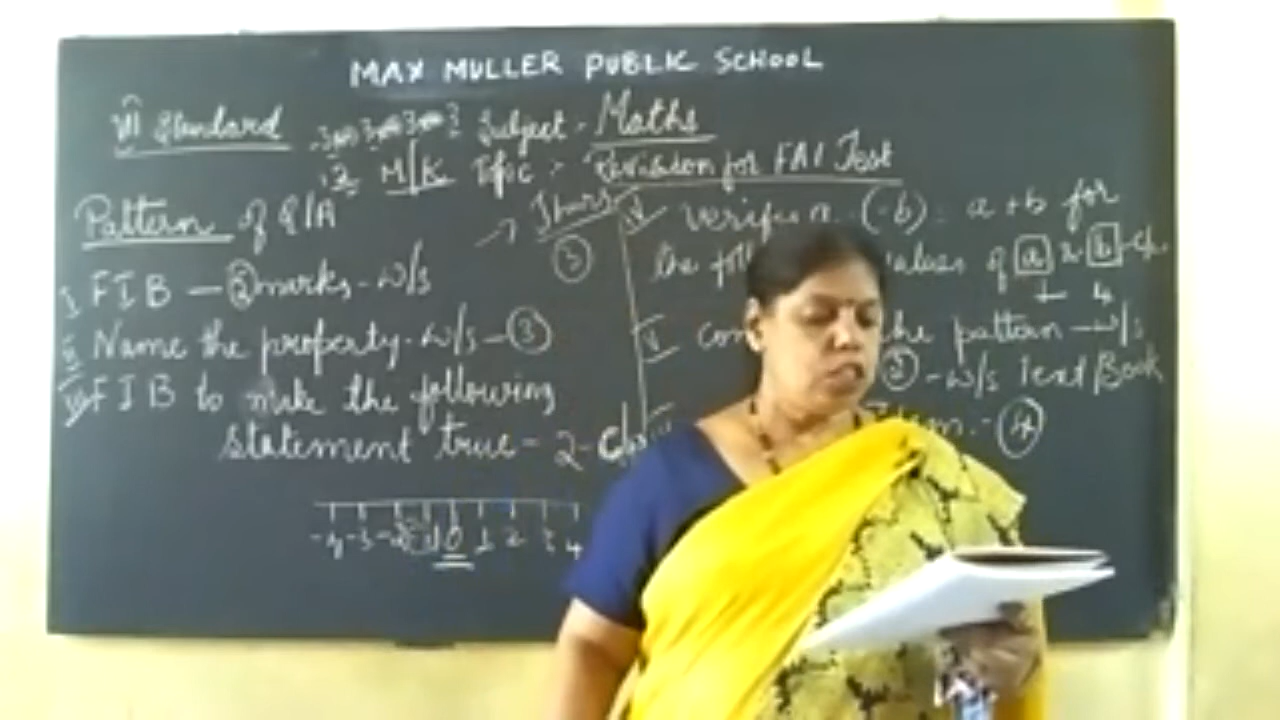 MAX MULLER PUBLIC SCHOOL
VII Standard Subject - Maths
M/K Topic :- Revision for FA1 Test
Pattern of Q/A
I FIB - ② marks - w/s
II Name the property - w/s - ③
III FIB to make the following
statement true - 2 - c/w
-4 -3 -2 -1 0 1 2 3 4
Thurs
③
verify a - (-b) = a + b for
the values of a & b - c/w
1 4
V the pattern - w/s
② - w/s Text Book
④